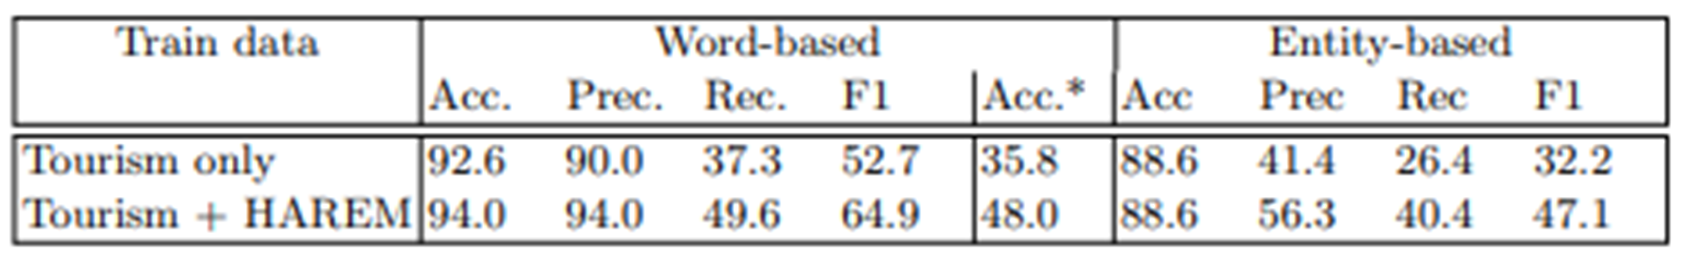 Train data Word-based Entity-based
Acc. Prec. Rec. F1 Acc.* Acc Prec Rec F1
Tourism only 92.6 90.0 37.3 52.7 35.8 88.6 41.4 26.4 32.2
Tourism + HAREM 94.0 94.0 49.6 64.9 48.0 88.6 56.3 40.4 47.1